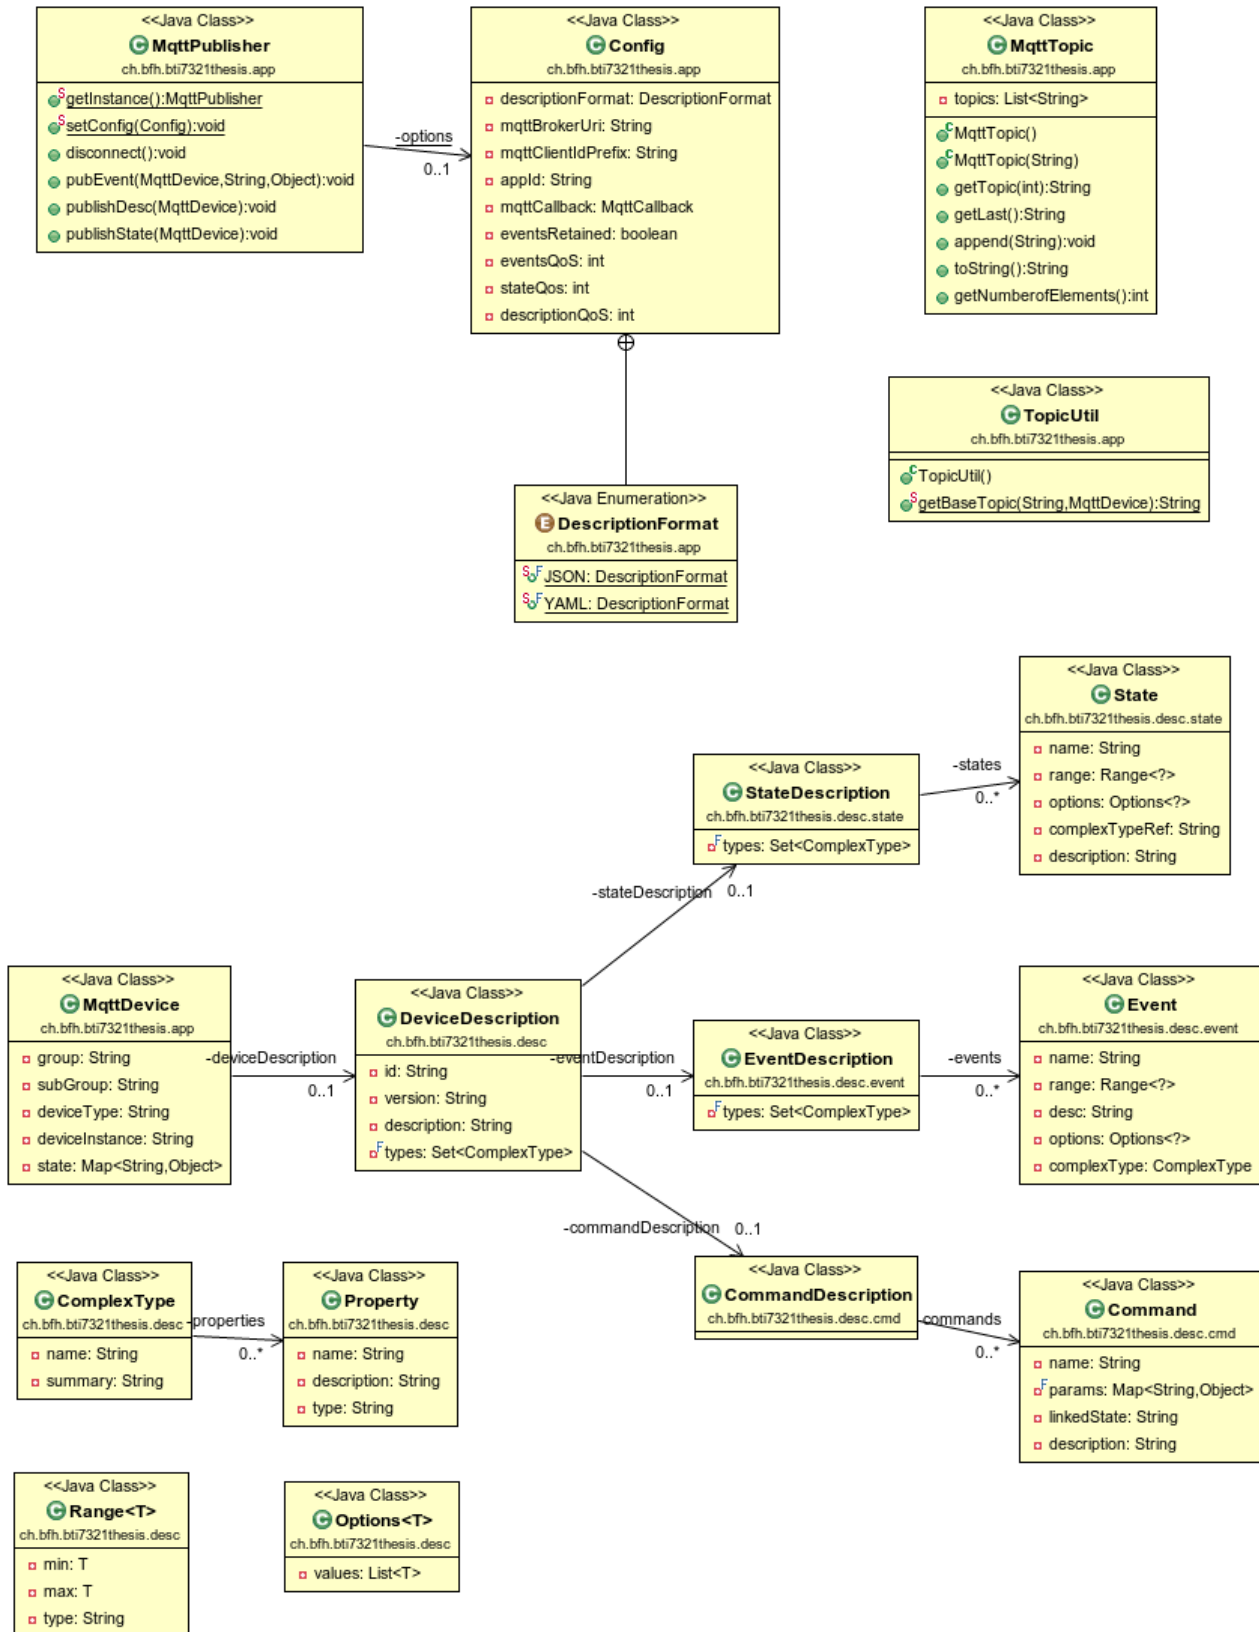 <<Java Class>>
MqttPublisher
ch.bfh.bti7321thesis.app
getInstance():MqttPublisher
setConfig(Config):void
disconnect():void
pubEvent(MqttDevice,String,Object):void
publishDesc(MqttDevice):void
publishState(MqttDevice):void
-options
0..1
<<Java Class>>
Config
ch.bfh.bti7321thesis.app
descriptionFormat: DescriptionFormat
mqttBrokerUri: String
mqttClientIdPrefix: String
appId: String
mqttCallback: MqttCallback
eventsRetained: boolean
eventsQoS: int
stateQos: int
descriptionQoS: int
<<Java Class>>
MqttTopic
ch.bfh.bti7321thesis.app
topics: List<String>
MqttTopic()
MqttTopic(String)
getTopic(int):String
getLast():String
append(String):void
toString():String
getNumberofElements():int
<<Java Class>>
TopicUtil
ch.bfh.bti7321thesis.app
TopicUtil()
getBaseTopic(String,MqttDevice):String
<<Java Enumeration>>
DescriptionFormat
ch.bfh.bti7321thesis.app
JSON: DescriptionFormat
YAML: DescriptionFormat
<<Java Class>>
State
ch.bfh.bti7321thesis.desc.state
name: String
range: Range<?>
options: Options<?>
complexTypeRef: String
description: String
<<Java Class>>
StateDescription
ch.bfh.bti7321thesis.desc.state
types: Set<ComplexType>
-states
0..*
-stateDescription
0..1
<<Java Class>>
MqttDevice
ch.bfh.bti7321thesis.app
group: String
subGroup: String
deviceType: String
deviceInstance: String
state: Map<String,Object>
-deviceDescription
0..1
<<Java Class>>
DeviceDescription
ch.bfh.bti7321thesis.desc
id: String
version: String
description: String
types: Set<ComplexType>
-eventDescription
0..1
<<Java Class>>
EventDescription
ch.bfh.bti7321thesis.desc.event
types: Set<ComplexType>
-events
0..*
<<Java Class>>
Event
ch.bfh.bti7321thesis.desc.event
name: String
range: Range<?>
desc: String
options: Options<?>
complexType: ComplexType
-commandDescription
0..1
<<Java Class>>
CommandDescription
ch.bfh.bti7321thesis.desc.cmd
-commands
0..*
<<Java Class>>
Command
ch.bfh.bti7321thesis.desc.cmd
name: String
params: Map<String,Object>
linkedState: String
description: String
<<Java Class>>
ComplexType
ch.bfh.bti7321thesis.desc
name: String
summary: String
-properties
0..*
<<Java Class>>
Property
ch.bfh.bti7321thesis.desc
name: String
description: String
type: String
<<Java Class>>
Range<T>
ch.bfh.bti7321thesis.desc
min: T
max: T
type: String
<<Java Class>>
Options<T>
ch.bfh.bti7321thesis.desc
values: List<T>